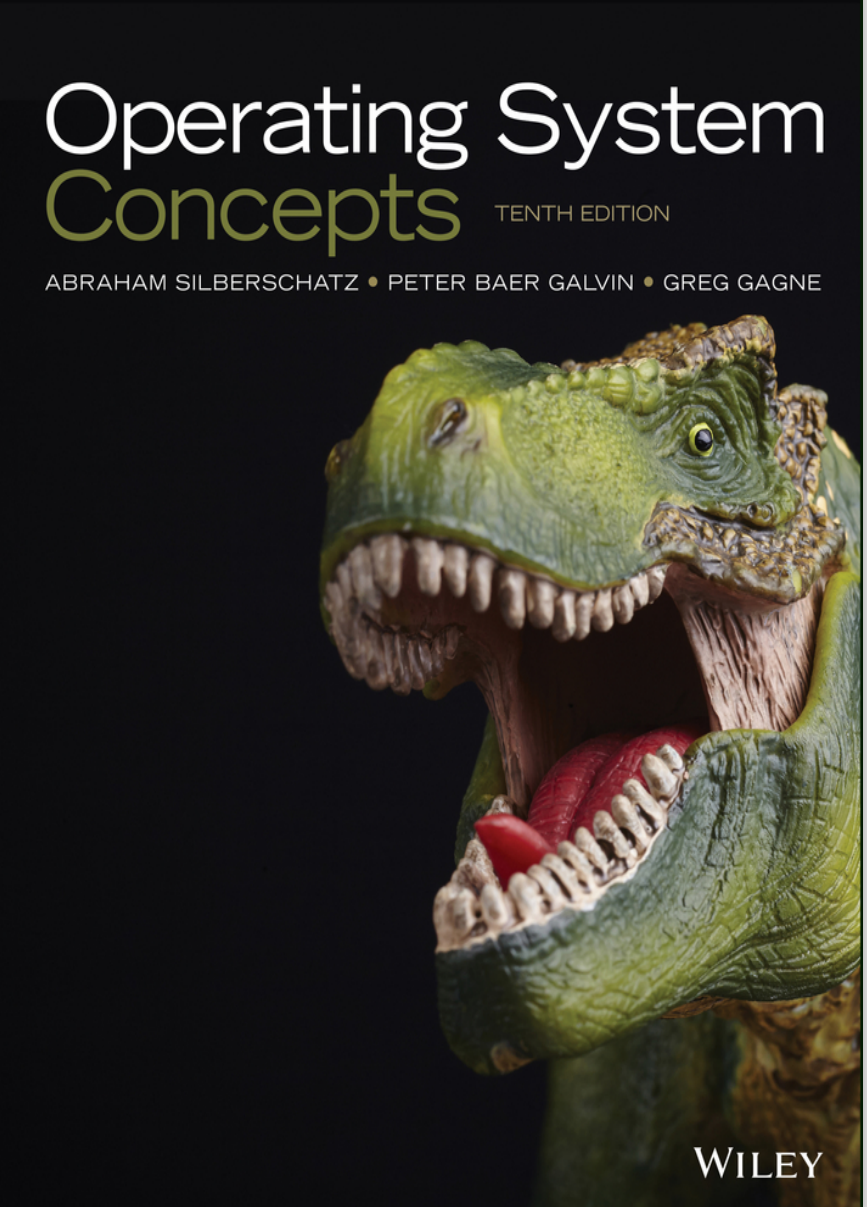 Operating System
Concepts TENTH EDITION
ABRAHAM SILBERSCHATZ • PETER BAER GALVIN • GREG GAGNE
WILEY